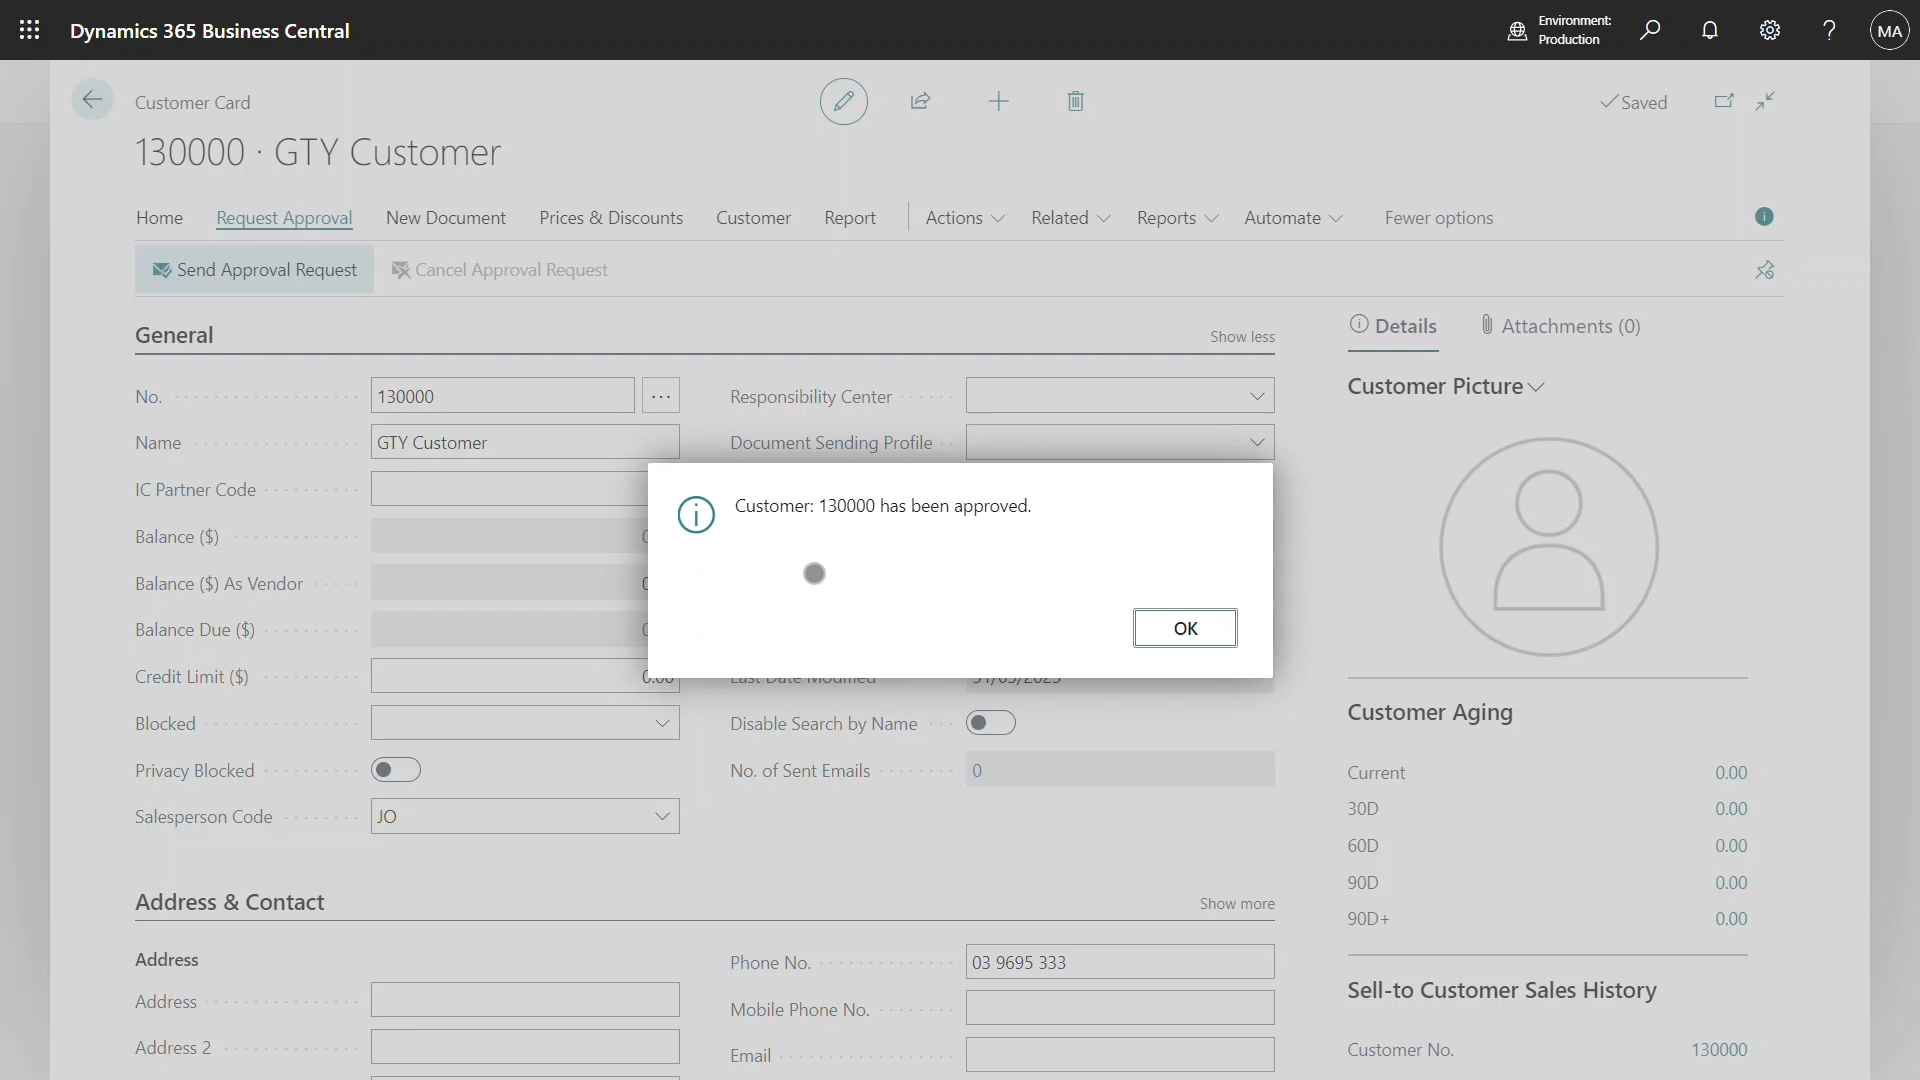 Dynamics 365 Business Central
Environment:
Production
?
MA
Customer Card
Saved
130000 · GTY Customer
Home
Request Approval
New Document
Prices & Discounts
Customer
Report
Actions
Related
Reports
Automate
Fewer options
Send Approval Request
Cancel Approval Request
General
Show less
No.
130000
...
Name
GTY Customer
IC Partner Code
Balance ($)
Balance ($) As Vendor
Balance Due ($)
Credit Limit ($)
0.00
Blocked
Privacy Blocked
Salesperson Code
JO
Responsibility Center
Document Sending Profile
Customer: 130000 has been approved.
OK
Last Date Modified
Disable Search by Name
No. of Sent Emails
0
Address & Contact
Show more
Address
Address
Address 2
Phone No.
03 9695 333
Mobile Phone No.
Email
Details
Attachments (0)
Customer Picture
Customer Aging
Current 0.00
30D 0.00
60D 0.00
90D 0.00
90D+ 0.00
Sell-to Customer Sales History
Customer No. 130000